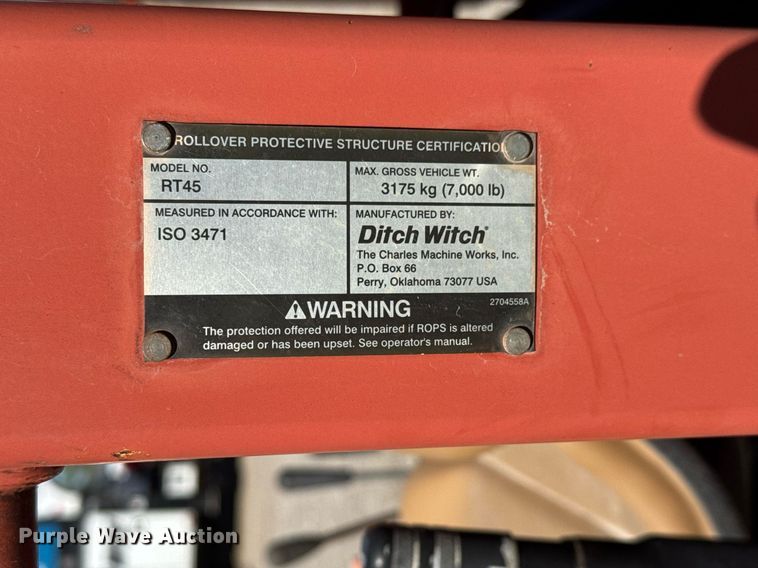 ROLLOVER PROTECTIVE STRUCTURE CERTIFICATION
MODEL NO.
RT45
MAX. GROSS VEHICLE WT.
3175 kg (7,000 lb)
MEASURED IN ACCORDANCE WITH:
ISO 3471
MANUFACTURED BY:
Ditch Witch®
The Charles Machine Works, Inc.
P.O. Box 66
Perry, Oklahoma 73077 USA
WARNING
2704558A
The protection offered will be impaired if ROPS is altered
damaged or has been upset. See operator's manual.
Purple Wave Auction